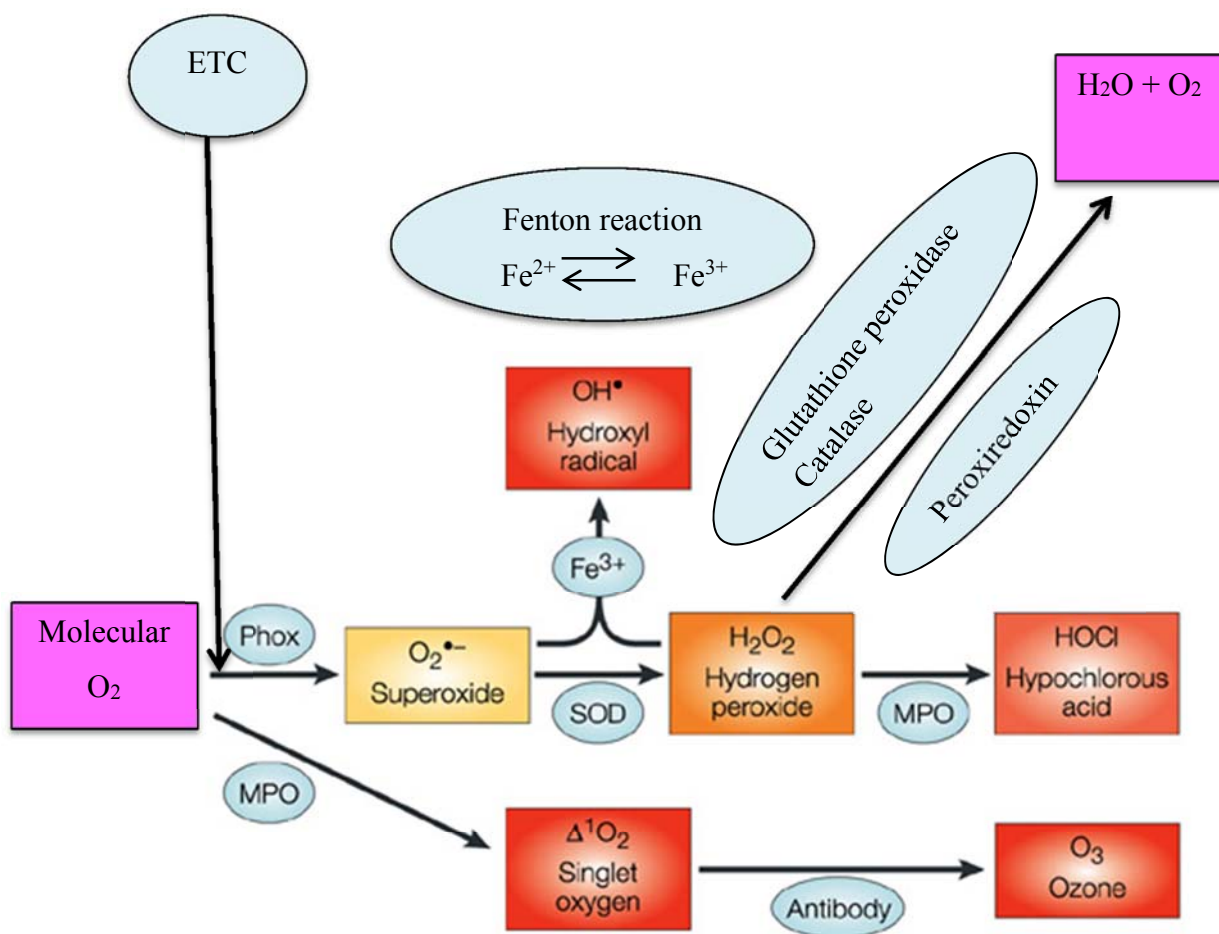 ETC
H₂O + O₂
Fenton reaction
Fe²⁺ ⇄ Fe³⁺
Glutathione peroxidase
Catalase
Peroxiredoxin
OH•
Hydroxyl
radical
Fe³⁺
Molecular
O₂
Phox
O₂•⁻
Superoxide
SOD
H₂O₂
Hydrogen
peroxide
MPO
HOCl
Hypochlorous
acid
MPO
Δ¹O₂
Singlet
oxygen
Antibody
O₃
Ozone